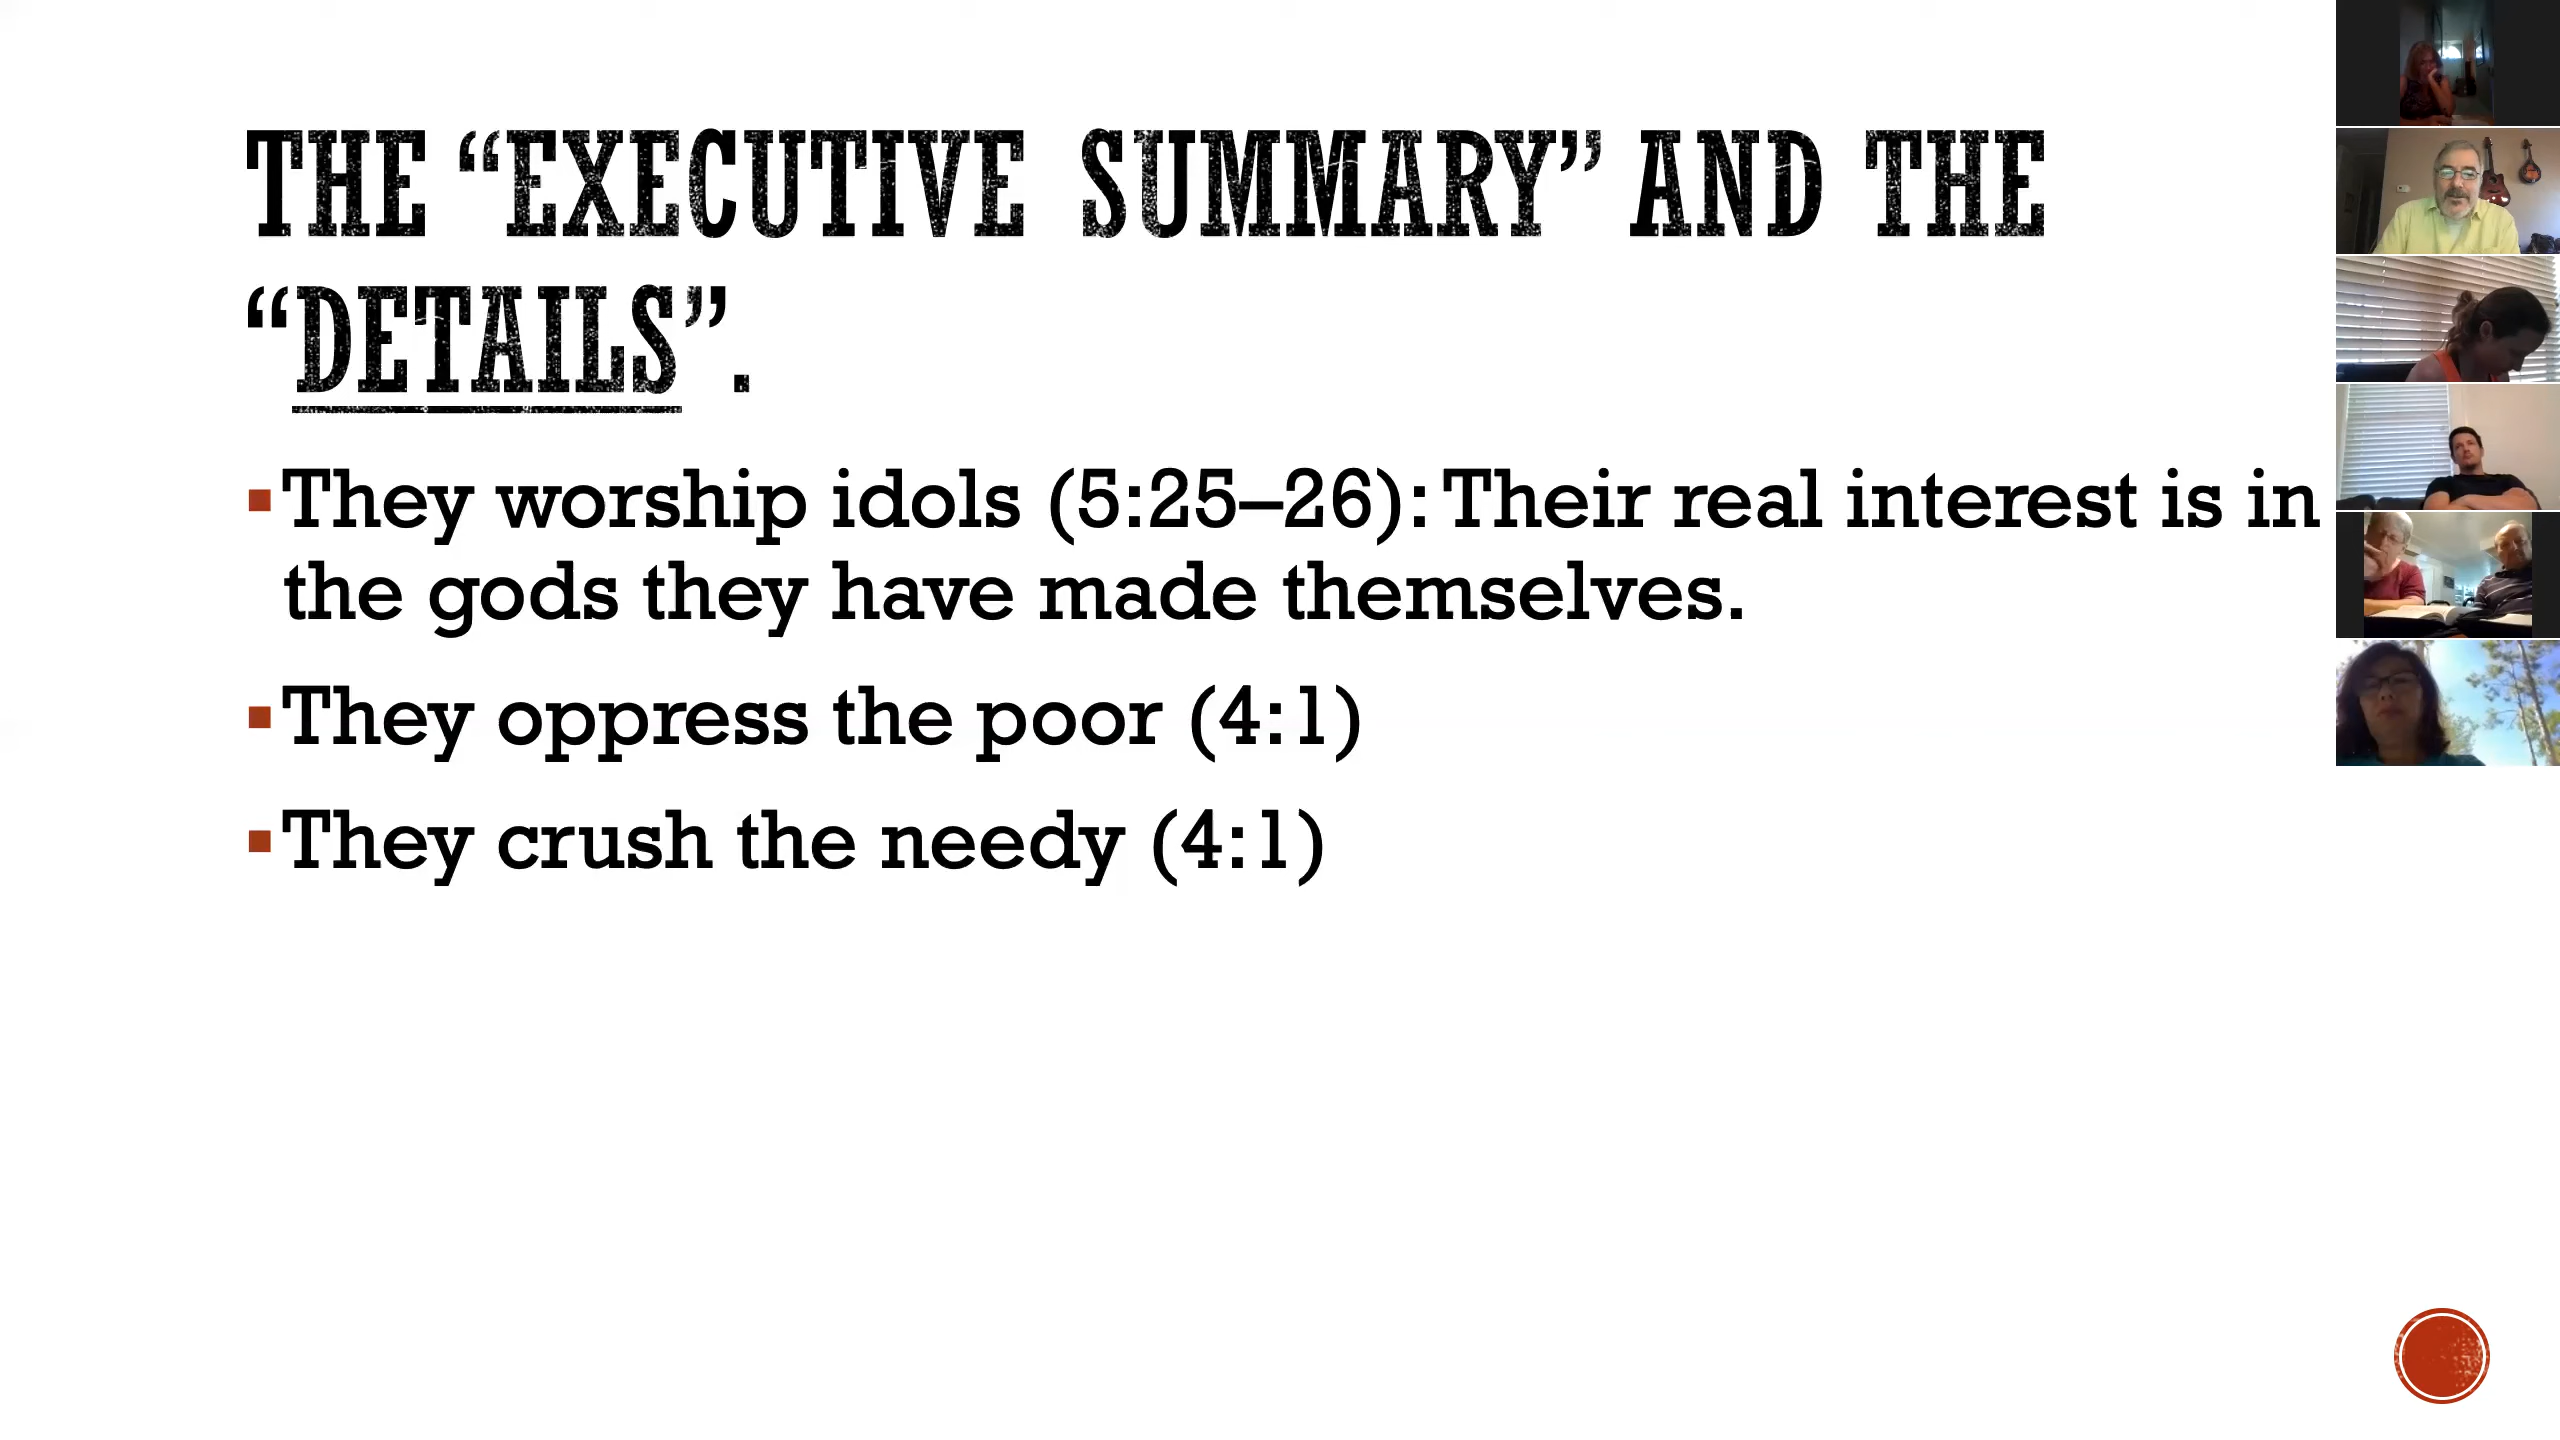 THE “EXECUTIVE SUMMARY” AND THE
“DETAILS”.
▪They worship idols (5:25–26): Their real interest is in
the gods they have made themselves.
▪They oppress the poor (4:1)
▪They crush the needy (4:1)